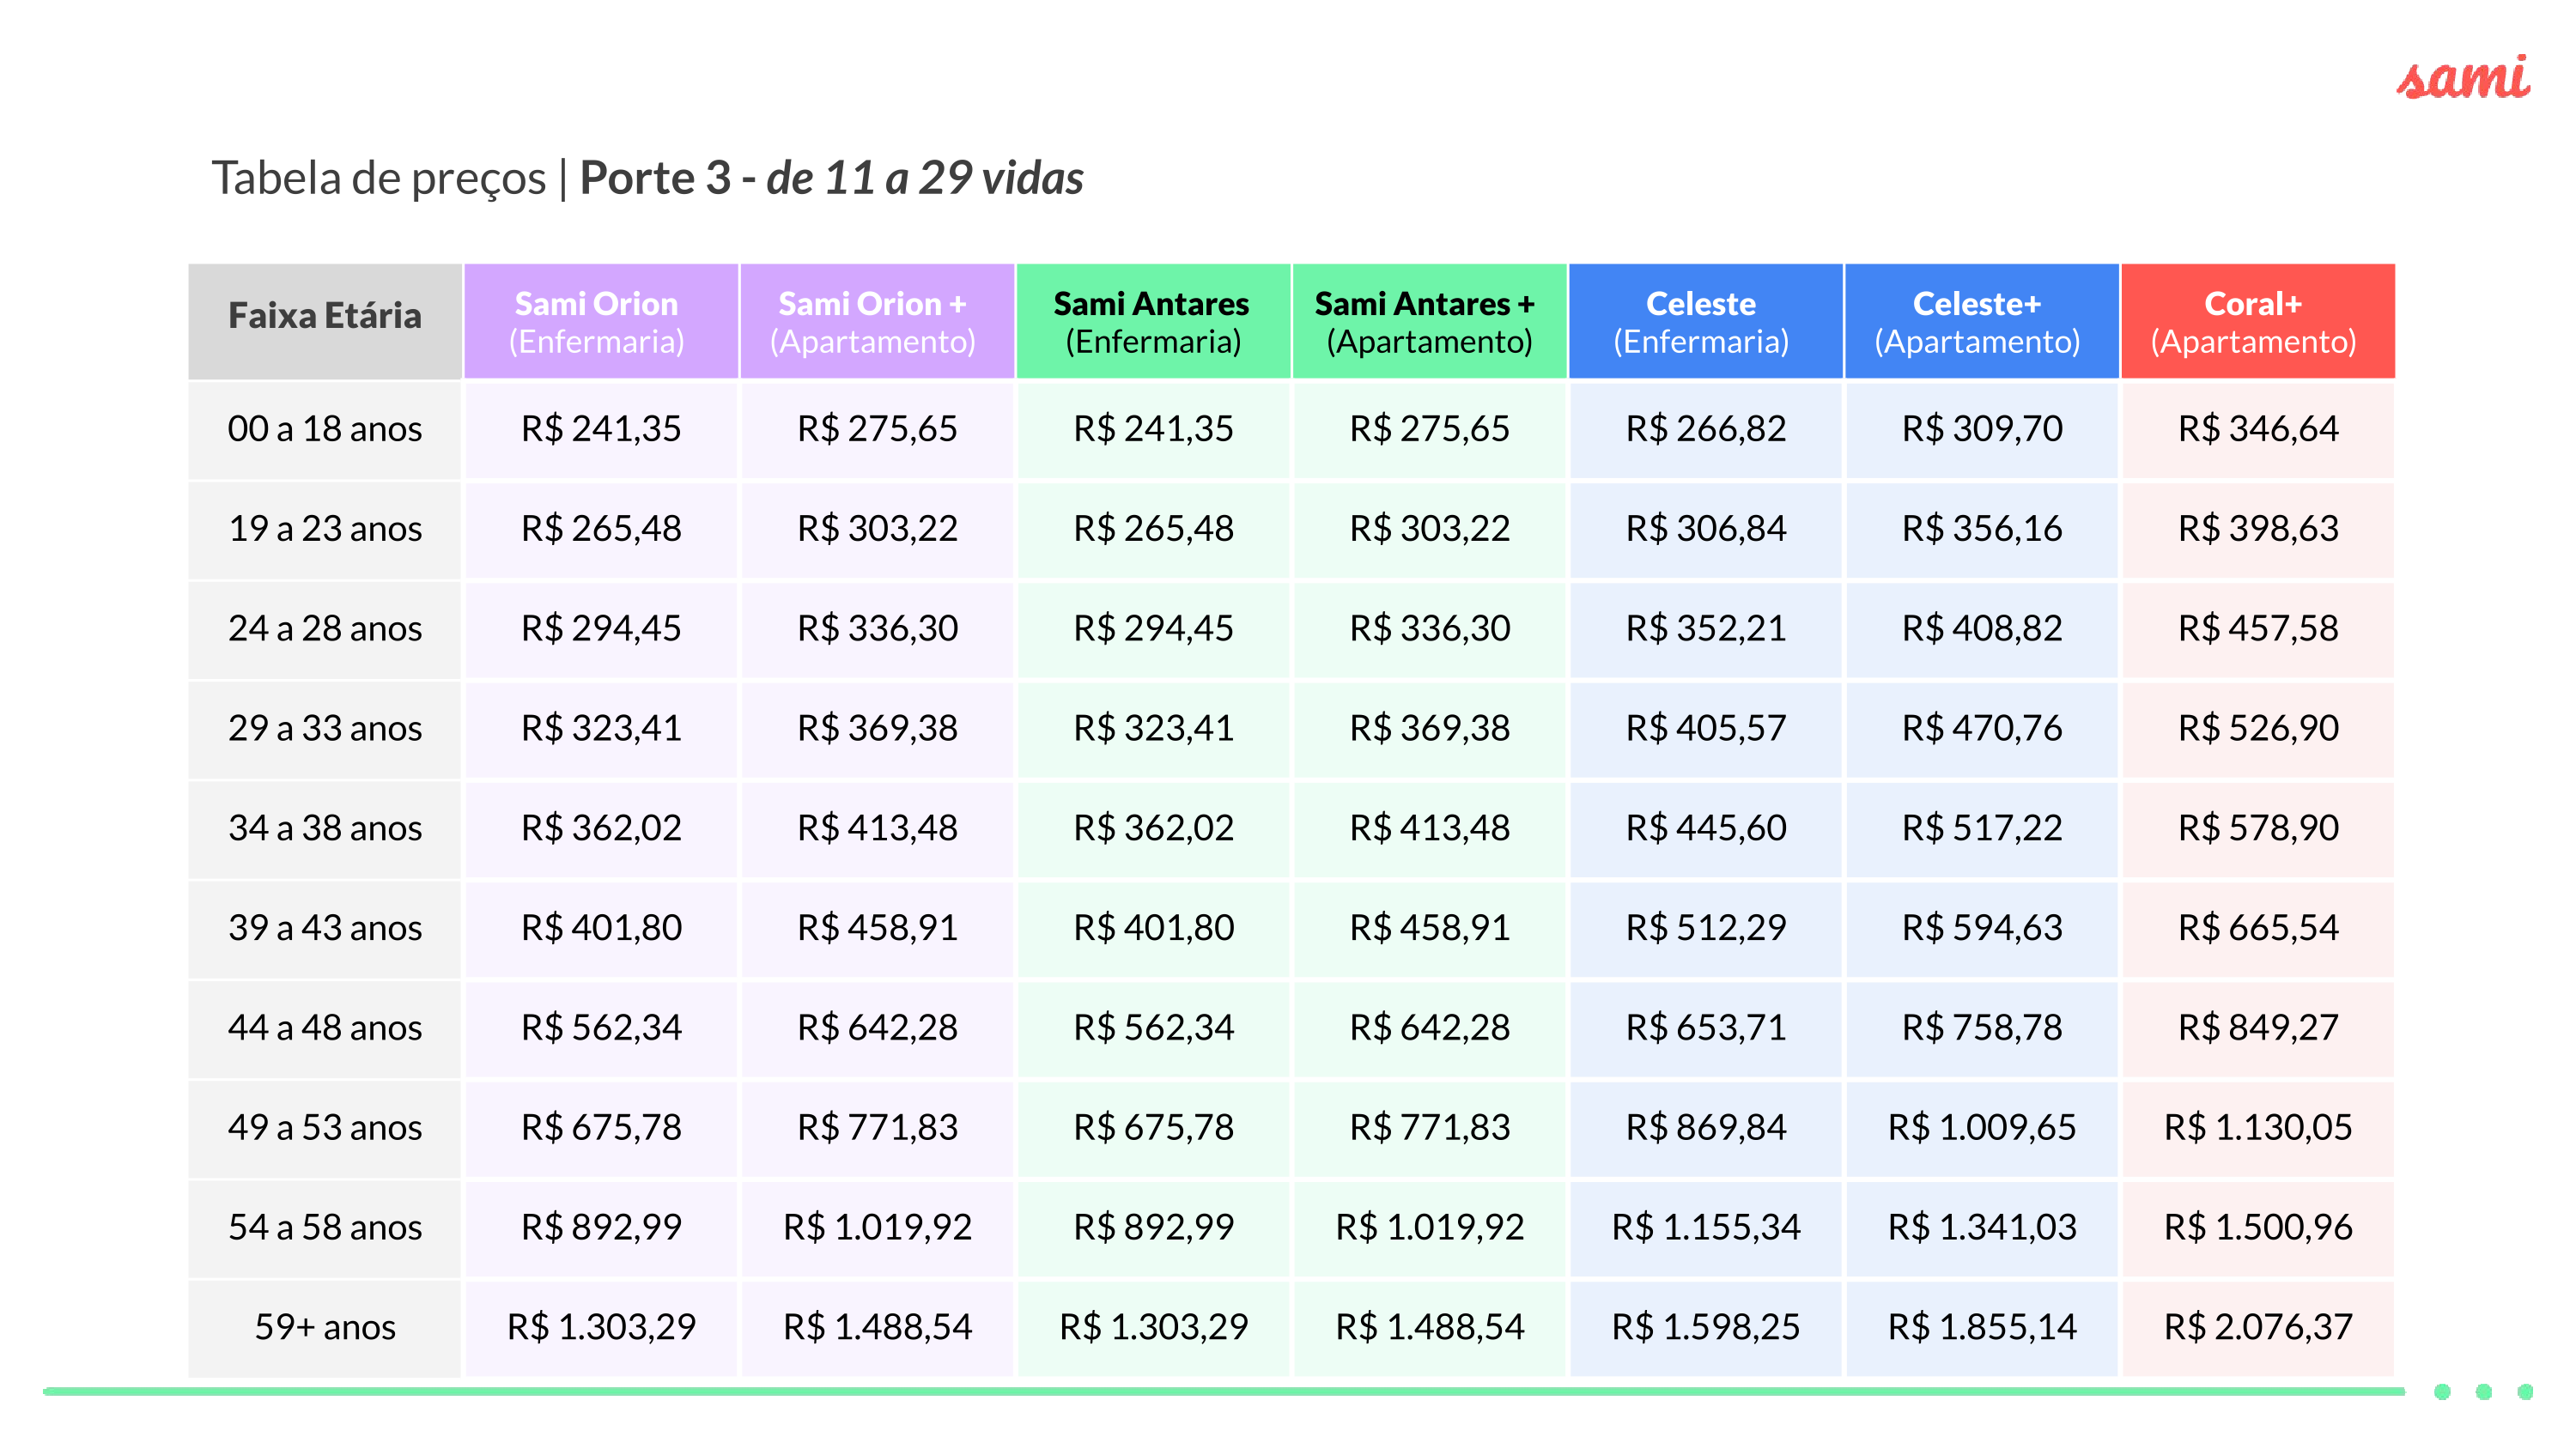 sami
Tabela de preços | Porte 3 - de 11 a 29 vidas
Faixa Etária Sami Orion (Enfermaria) Sami Orion + (Apartamento) Sami Antares (Enfermaria) Sami Antares + (Apartamento) Celeste (Enfermaria) Celeste+ (Apartamento) Coral+ (Apartamento)
00 a 18 anos R$ 241,35 R$ 275,65 R$ 241,35 R$ 275,65 R$ 266,82 R$ 309,70 R$ 346,64
19 a 23 anos R$ 265,48 R$ 303,22 R$ 265,48 R$ 303,22 R$ 306,84 R$ 356,16 R$ 398,63
24 a 28 anos R$ 294,45 R$ 336,30 R$ 294,45 R$ 336,30 R$ 352,21 R$ 408,82 R$ 457,58
29 a 33 anos R$ 323,41 R$ 369,38 R$ 323,41 R$ 369,38 R$ 405,57 R$ 470,76 R$ 526,90
34 a 38 anos R$ 362,02 R$ 413,48 R$ 362,02 R$ 413,48 R$ 445,60 R$ 517,22 R$ 578,90
39 a 43 anos R$ 401,80 R$ 458,91 R$ 401,80 R$ 458,91 R$ 512,29 R$ 594,63 R$ 665,54
44 a 48 anos R$ 562,34 R$ 642,28 R$ 562,34 R$ 642,28 R$ 653,71 R$ 758,78 R$ 849,27
49 a 53 anos R$ 675,78 R$ 771,83 R$ 675,78 R$ 771,83 R$ 869,84 R$ 1.009,65 R$ 1.130,05
54 a 58 anos R$ 892,99 R$ 1.019,92 R$ 892,99 R$ 1.019,92 R$ 1.155,34 R$ 1.341,03 R$ 1.500,96
59+ anos R$ 1.303,29 R$ 1.488,54 R$ 1.303,29 R$ 1.488,54 R$ 1.598,25 R$ 1.855,14 R$ 2.076,37